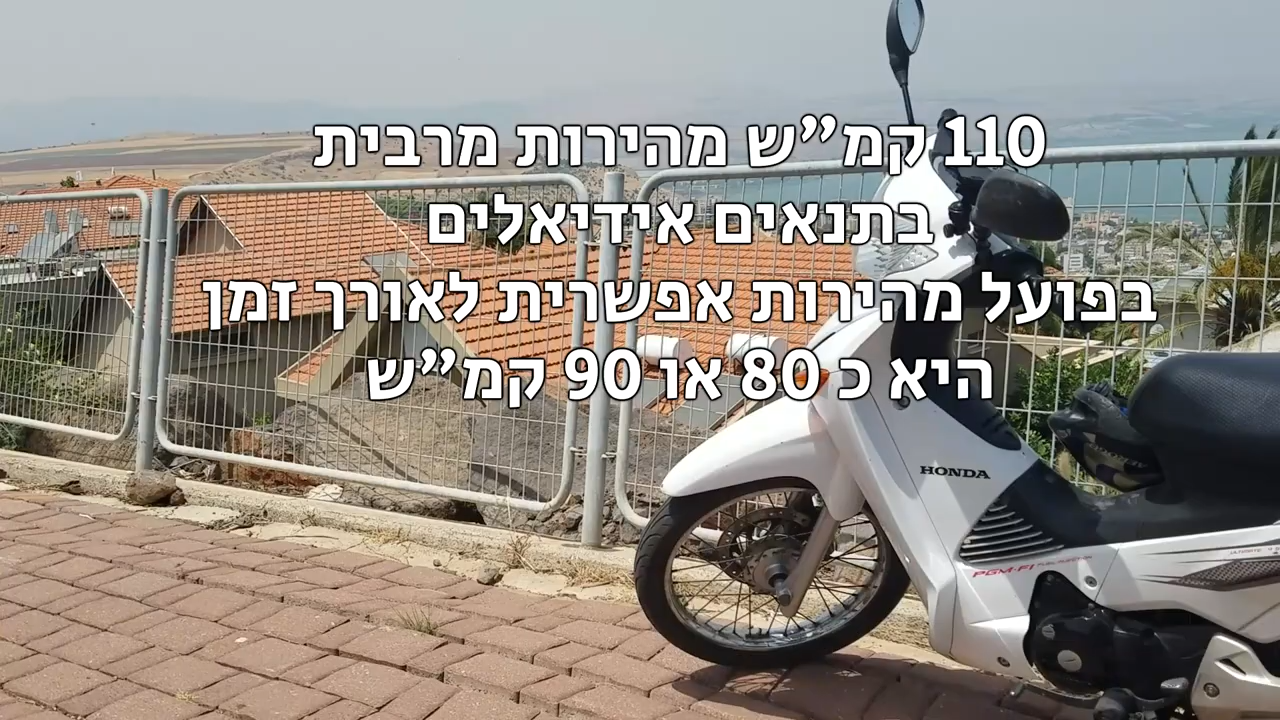 110 קמ"ש מהירות מרבית
בתנאים אידיאלים
בפועל מהירות אפשרית לאורך זמן
היא כ 80 או 90 קמ"ש
HONDA
PGM-FI